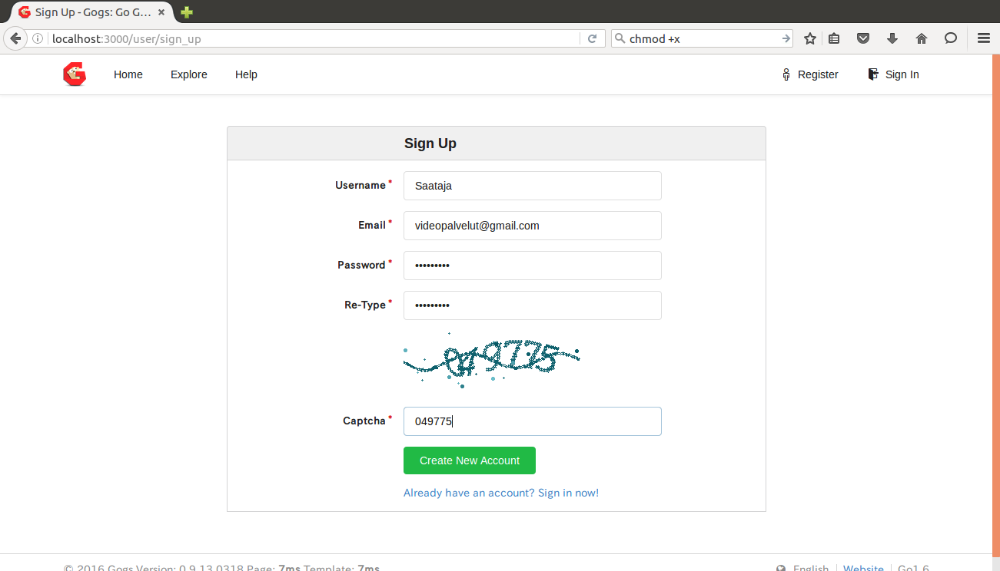 Sign Up - Gogs: Go G...
localhost:3000/user/sign_up
chmod +x
Home Explore Help Register Sign In
Sign Up
Username * Saataja
Email * videopalvelut@gmail.com
Password * •••••••••
Re-Type * •••••••••
049775
Captcha * 049775
Create New Account
Already have an account? Sign in now!
© 2016 Gogs Version: 0.9.13.0318 Page: 7ms Template: 7ms English Website Go1.6